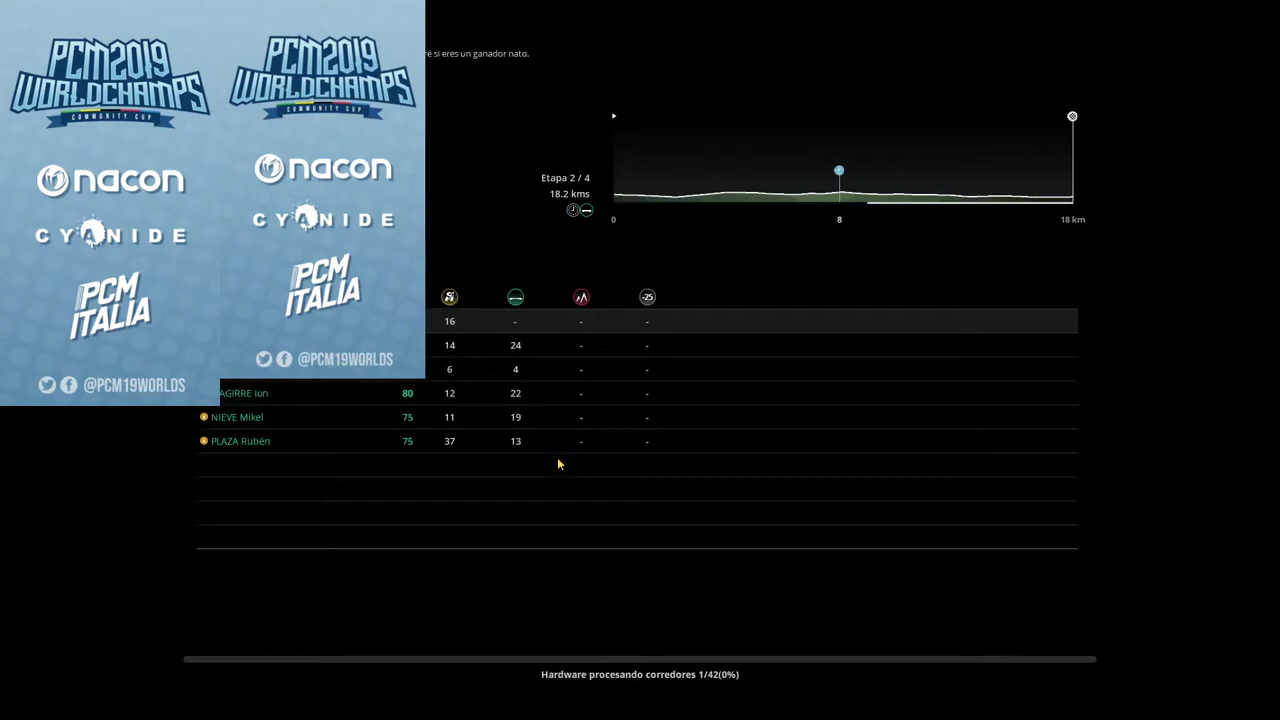 PCM2019
WORLDCHAMPS
COMMUNITY CUP
nacon
CYANIDE
PCM
ITALIA
@PCM19WORLDS
PCM2019
WORLDCHAMPS
COMMUNITY CUP
nacon
CYANIDE
PCM
ITALIA
@PCM19WORLDS
ré si eres un ganador nato.
Etapa 2 / 4
18.2 kms
0 8 18 km
-25
16 - - -
14 24 - -
6 4 - -
AGIRRE Ion 80 12 22 - -
NIEVE Mikel 75 11 19 - -
PLAZA Rubén 75 37 13 - -
Hardware procesando corredores 1/42(0%)